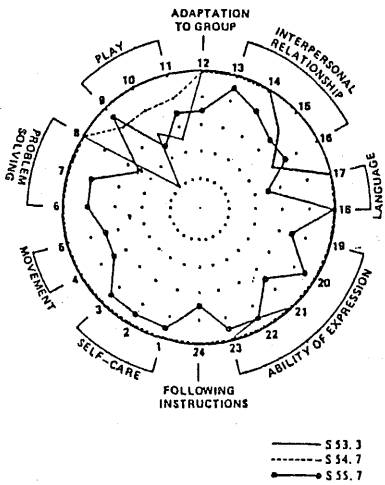 ADAPTATION
TO GROUP
INTERPERSONAL
RELATIONSHIP
PLAY
PROBLEM
SOLVING
LANGUAGE
MOVEMENT
ABILITY OF EXPRESSION
SELF-CARE
FOLLOWING
INSTRUCTIONS
1
2
3
4
5
6
7
8
9
10
11
12
13
14
15
16
17
18
19
20
21
22
23
24
S 53. 3
S 54. 7
S 55. 7